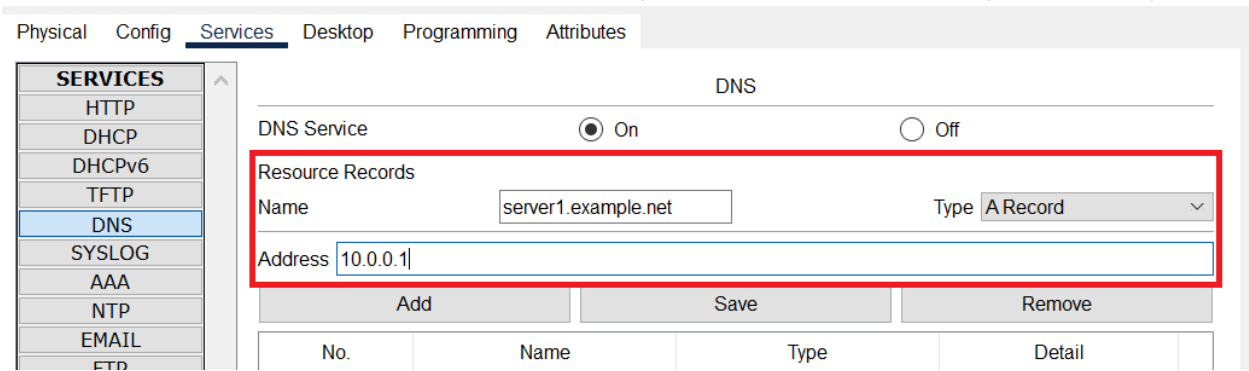 Physical Config Services Desktop Programming Attributes
SERVICES
HTTP
DHCP
DHCPv6
TFTP
DNS
SYSLOG
AAA
NTP
EMAIL
FTP
DNS
DNS Service On Off
Resource Records
Name server1.example.net Type A Record
Address 10.0.0.1
Add Save Remove
No. Name Type Detail